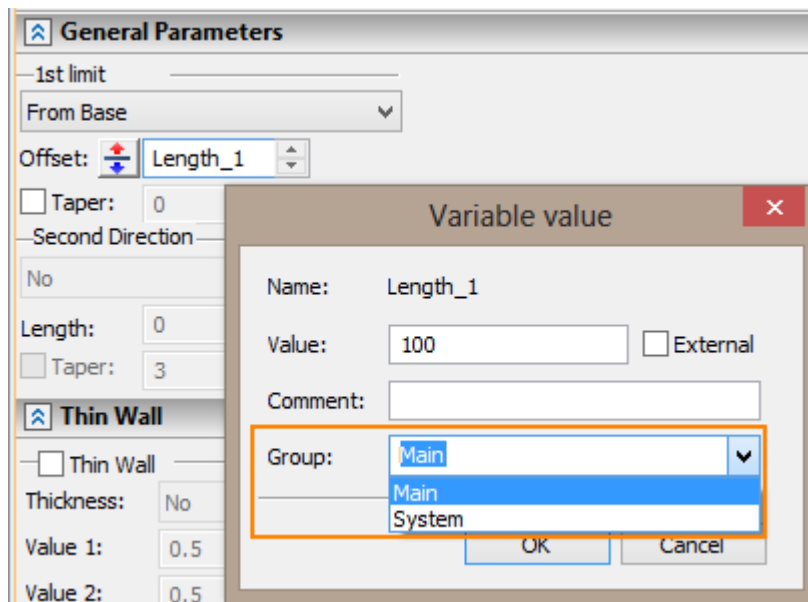 General Parameters
1st limit
From Base
Offset: Length_1
Taper: 0
Second Direction
No
Length: 0
Taper: 3
Thin Wall
Thin Wall
Thickness: No
Value 1: 0.5
Value 2: 0.5
Variable value
Name: Length_1
Value: 100 External
Comment:
Group: Main
Main
System
OK Cancel